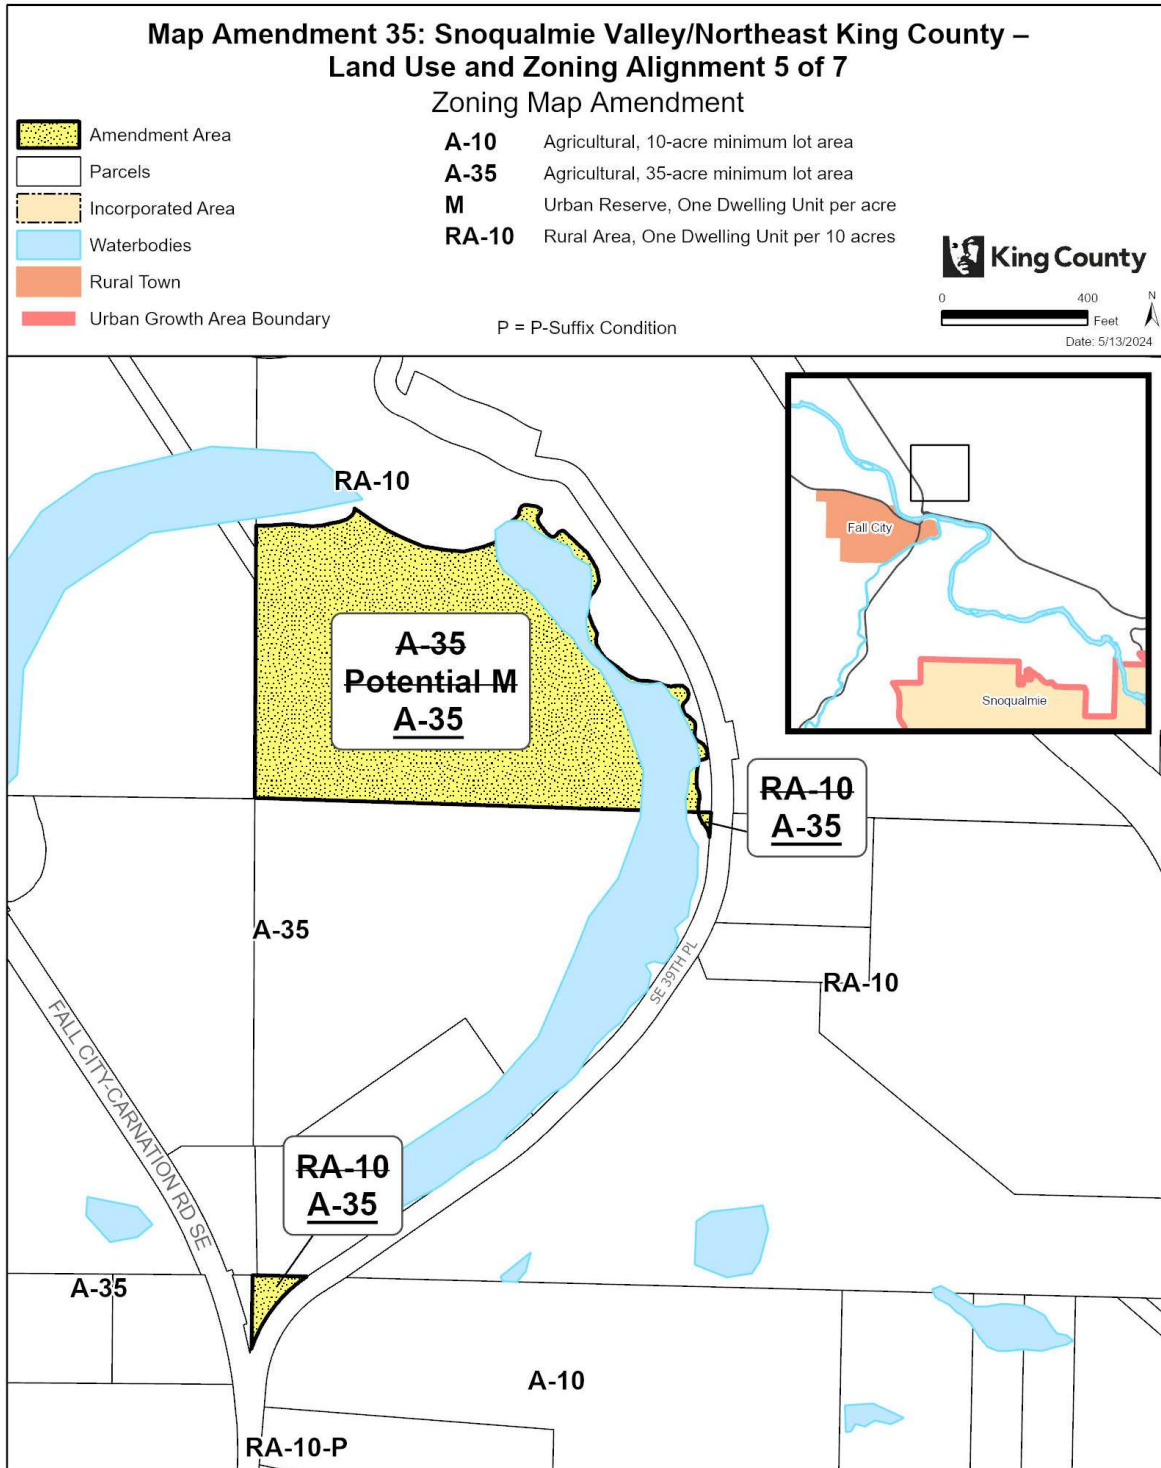 Map Amendment 35: Snoqualmie Valley/Northeast King County –
Land Use and Zoning Alignment 5 of 7
Zoning Map Amendment
Amendment Area
Parcels
Incorporated Area
Waterbodies
Rural Town
Urban Growth Area Boundary
A-10 Agricultural, 10-acre minimum lot area
A-35 Agricultural, 35-acre minimum lot area
M Urban Reserve, One Dwelling Unit per acre
RA-10 Rural Area, One Dwelling Unit per 10 acres
P = P-Suffix Condition
King County
0 400
Feet
N
Date: 5/13/2024
RA-10
Fall City
Snoqualmie
A-35
Potential M
A-35
RA-10
A-35
A-35
SE 39TH PL
RA-10
FALL CITY-CARNATION RD SE
RA-10
A-35
A-35
A-10
RA-10-P